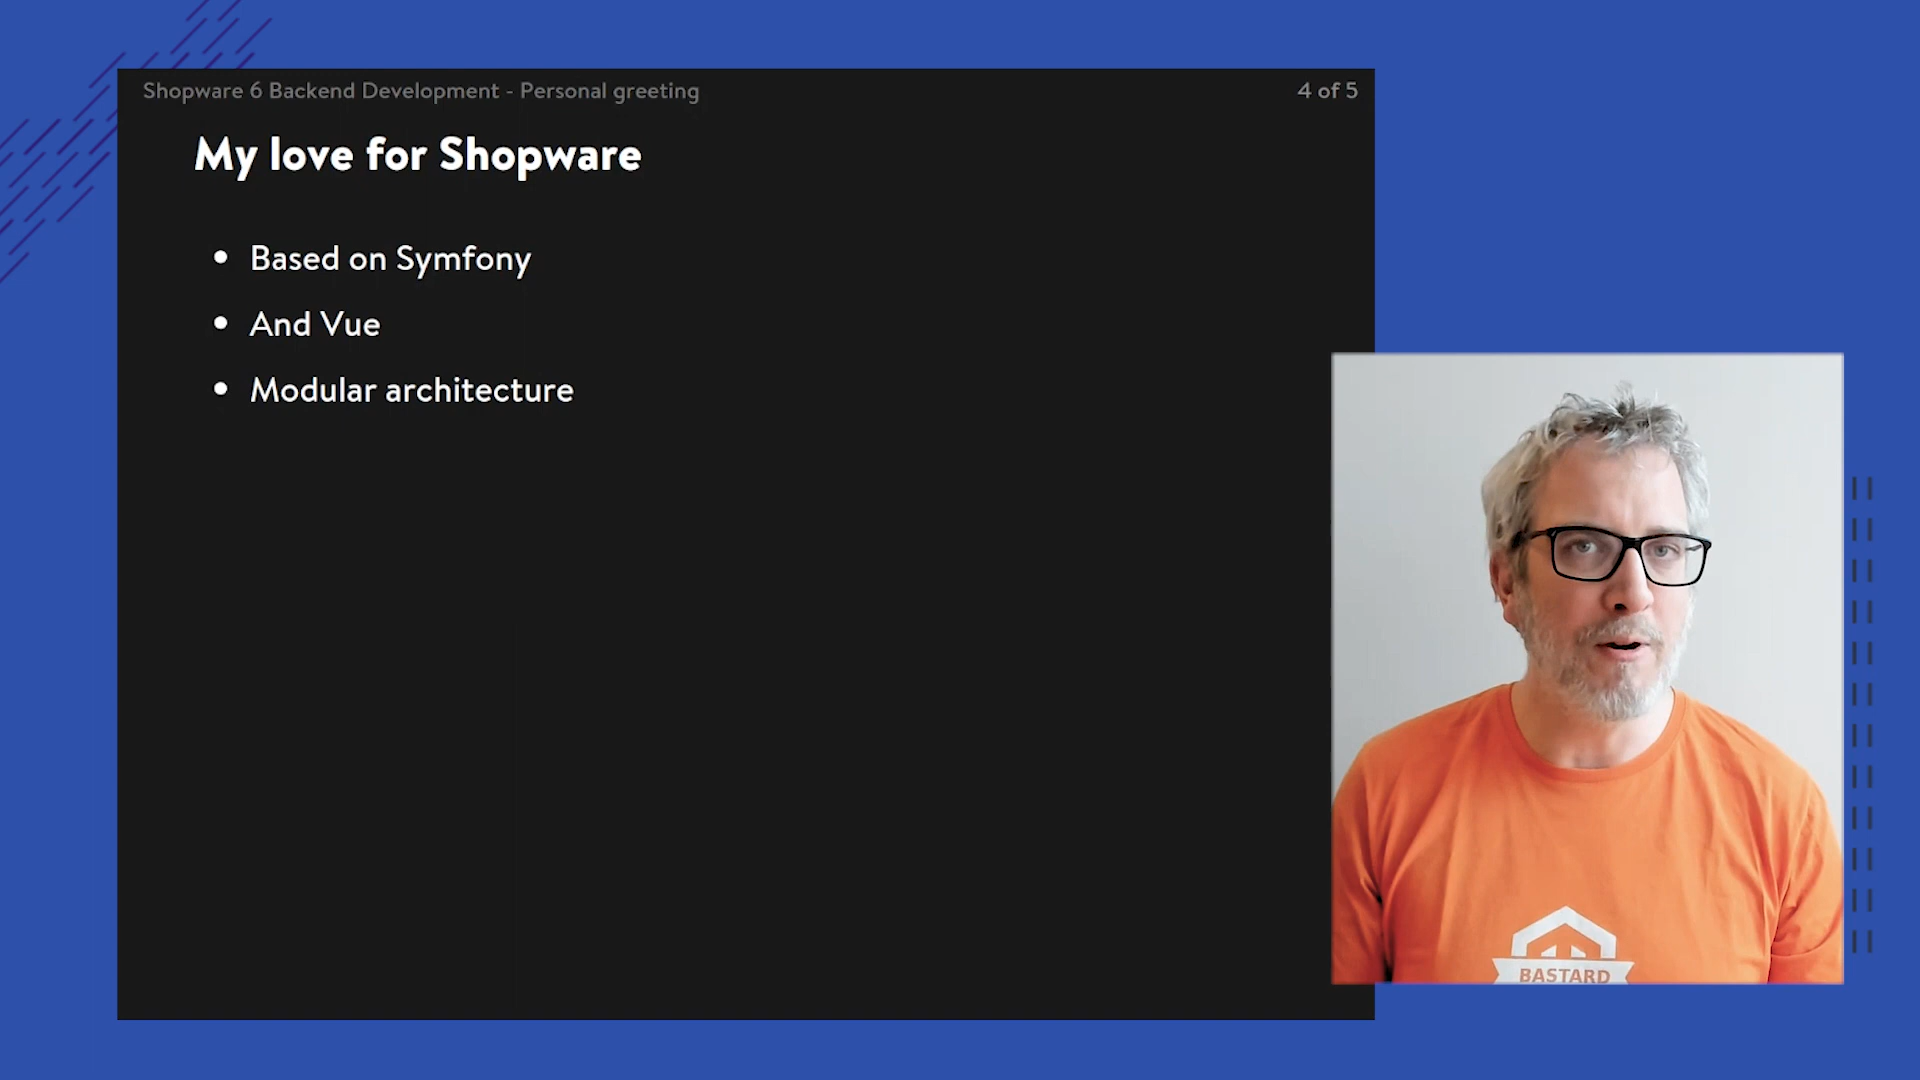 Shopware 6 Backend Development - Personal greeting
4 of 5
My love for Shopware
Based on Symfony
And Vue
Modular architecture
BASTARD